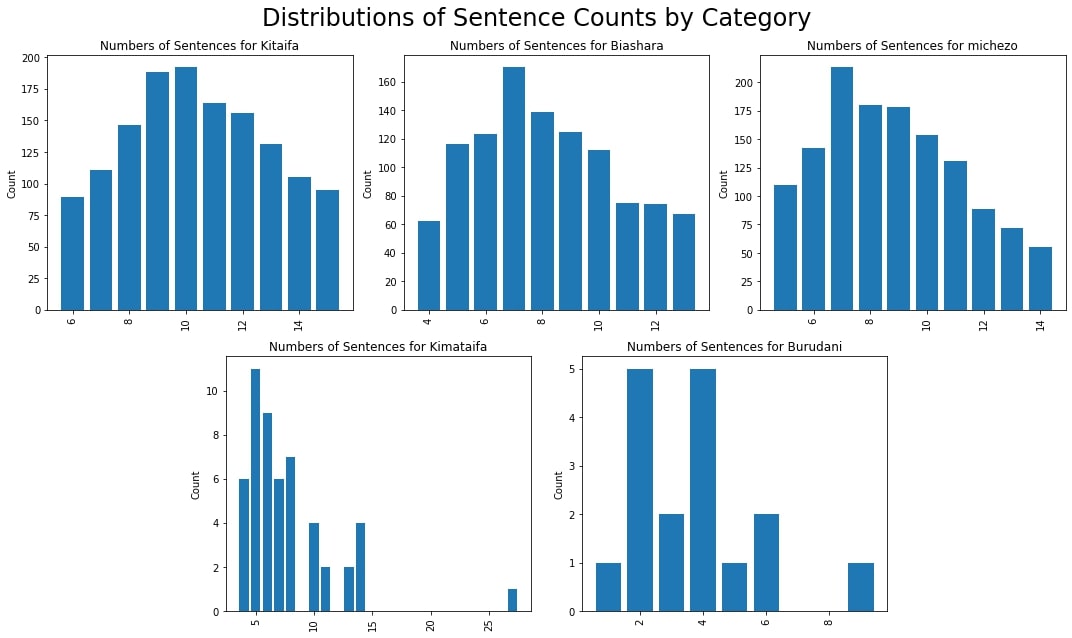 Distributions of Sentence Counts by Category
Numbers of Sentences for Kitaifa
Count
200
175
150
125
100
75
50
25
0
6 8 10 12 14
Numbers of Sentences for Biashara
Count
160
140
120
100
80
60
40
20
0
4 6 8 10 12
Numbers of Sentences for michezo
Count
200
175
150
125
100
75
50
25
0
6 8 10 12 14
Numbers of Sentences for Kimataifa
Count
10
8
6
4
2
0
5 10 15 20 25
Numbers of Sentences for Burudani
Count
5
4
3
2
1
0
2 4 6 8